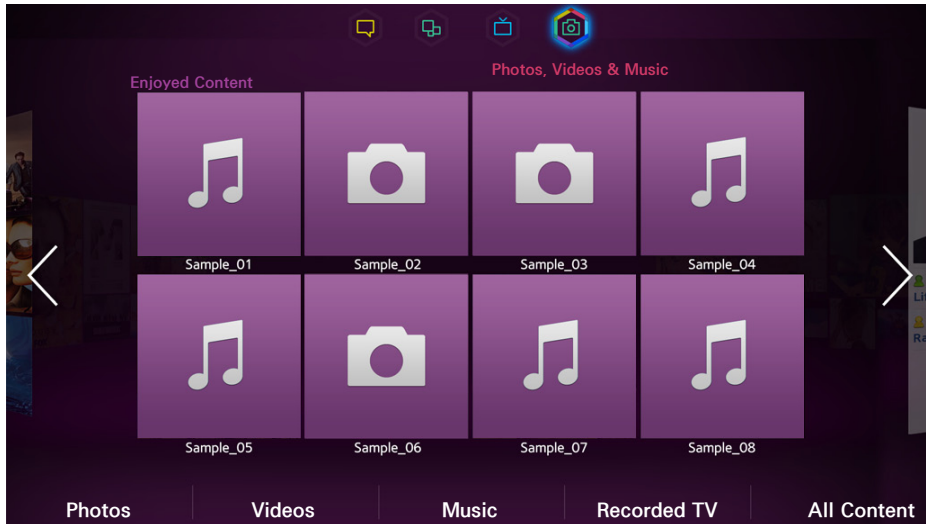 Photos, Videos & Music
Enjoyed Content
Sample_01 Sample_02 Sample_03 Sample_04
Sample_05 Sample_06 Sample_07 Sample_08
Photos Videos Music Recorded TV All Content